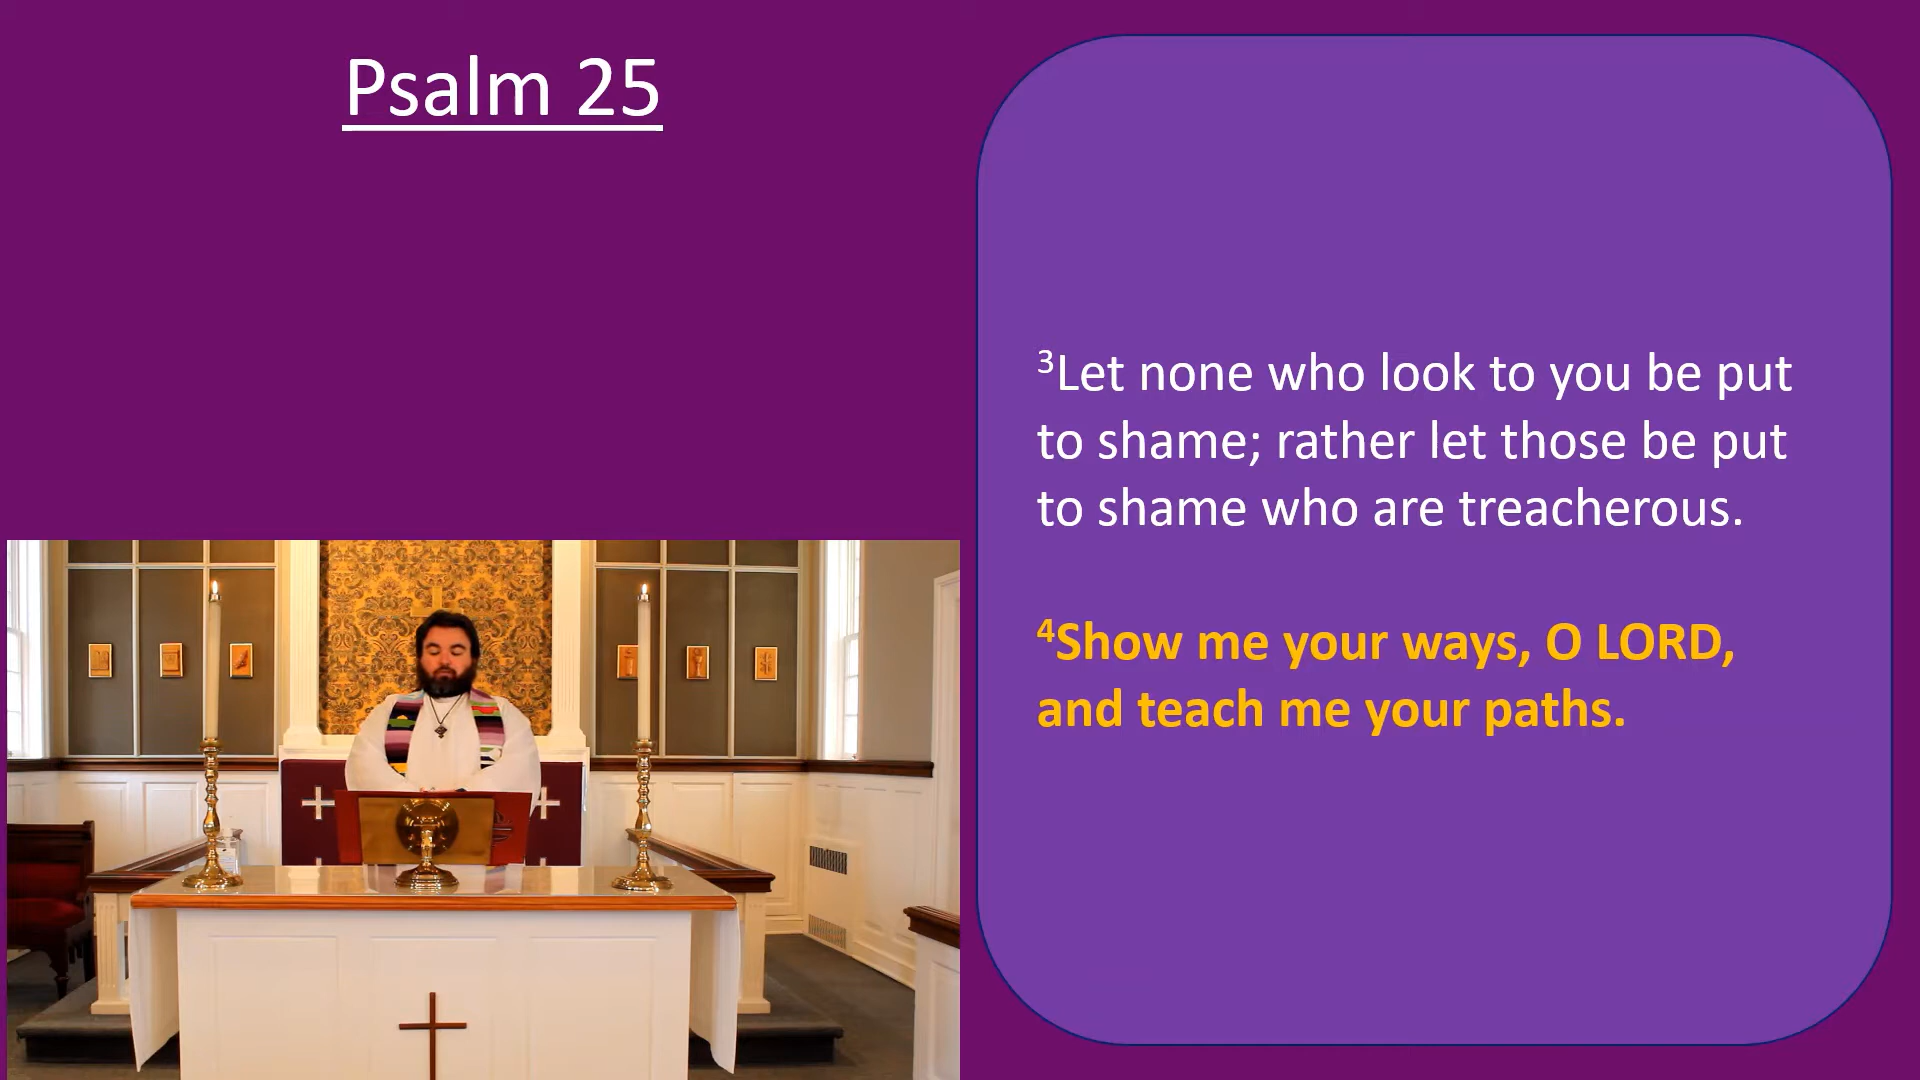 Psalm 25
³Let none who look to you be put
to shame; rather let those be put
to shame who are treacherous.
⁴Show me your ways, O LORD,
and teach me your paths.